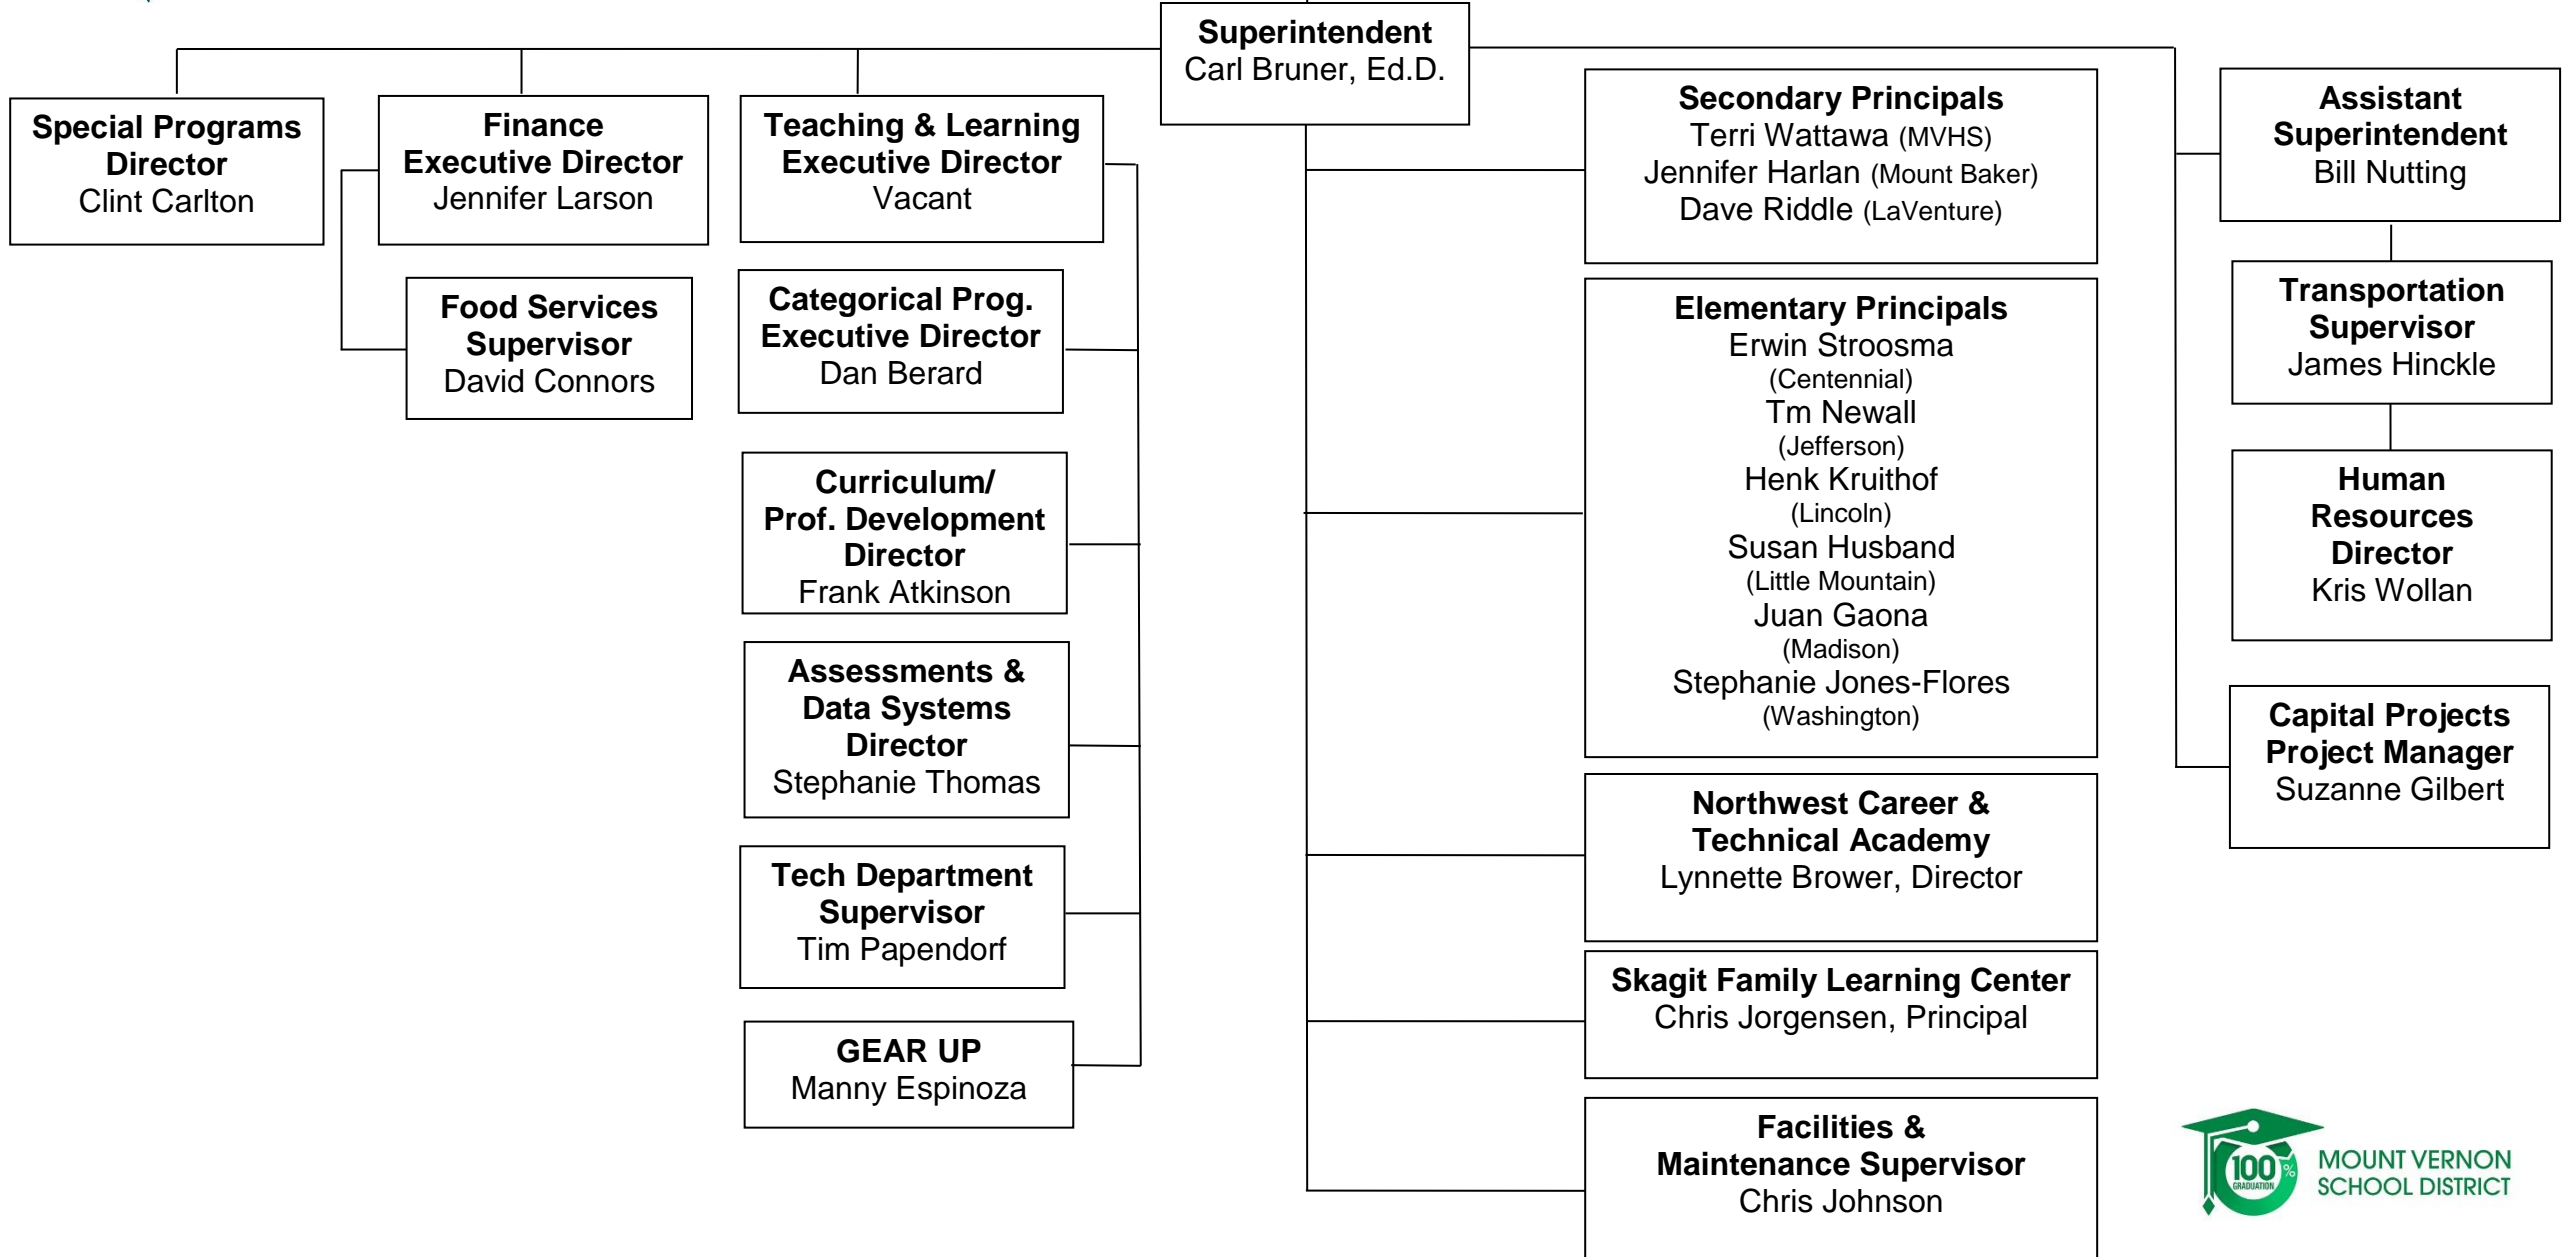 Superintendent
Carl Bruner, Ed.D.
Special Programs
Director
Clint Carlton
Finance
Executive Director
Jennifer Larson
Food Services
Supervisor
David Connors
Teaching & Learning
Executive Director
Vacant
Categorical Prog.
Executive Director
Dan Berard
Curriculum/
Prof. Development
Director
Frank Atkinson
Assessments &
Data Systems
Director
Stephanie Thomas
Tech Department
Supervisor
Tim Papendorf
GEAR UP
Manny Espinoza
Secondary Principals
Terri Wattawa (MVHS)
Jennifer Harlan (Mount Baker)
Dave Riddle (LaVenture)
Elementary Principals
Erwin Stroosma
(Centennial)
Tm Newall
(Jefferson)
Henk Kruithof
(Lincoln)
Susan Husband
(Little Mountain)
Juan Gaona
(Madison)
Stephanie Jones-Flores
(Washington)
Northwest Career &
Technical Academy
Lynnette Brower, Director
Skagit Family Learning Center
Chris Jorgensen, Principal
Facilities &
Maintenance Supervisor
Chris Johnson
Assistant
Superintendent
Bill Nutting
Transportation
Supervisor
James Hinckle
Human
Resources
Director
Kris Wollan
Capital Projects
Project Manager
Suzanne Gilbert
100%
GRADUATION
MOUNT VERNON
SCHOOL DISTRICT